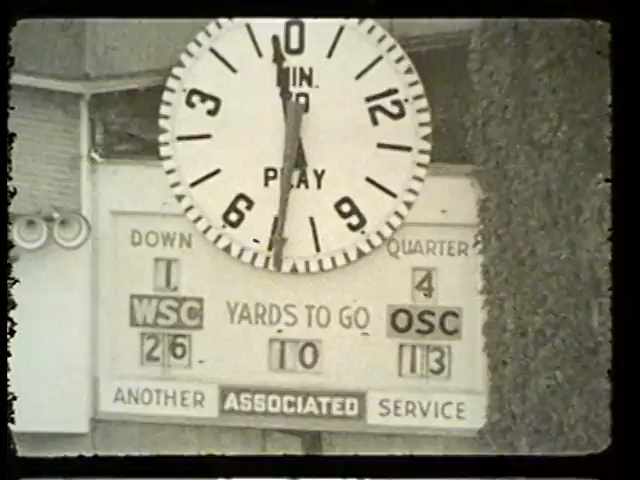 0
MIN.
TO
3 12
PLAY
6 9
DOWN QUARTER
1 4
WSC YARDS TO GO OSC
26 10 13
ANOTHER ASSOCIATED SERVICE